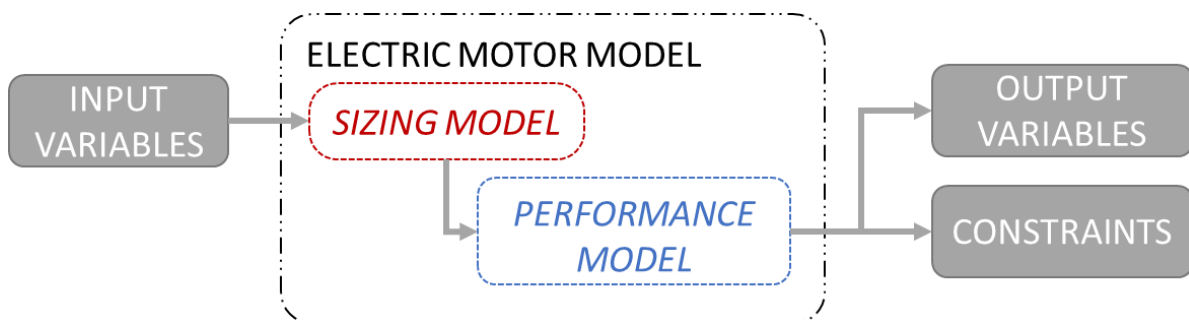 ELECTRIC MOTOR MODEL
INPUT
VARIABLES
SIZING MODEL
PERFORMANCE
MODEL
OUTPUT
VARIABLES
CONSTRAINTS